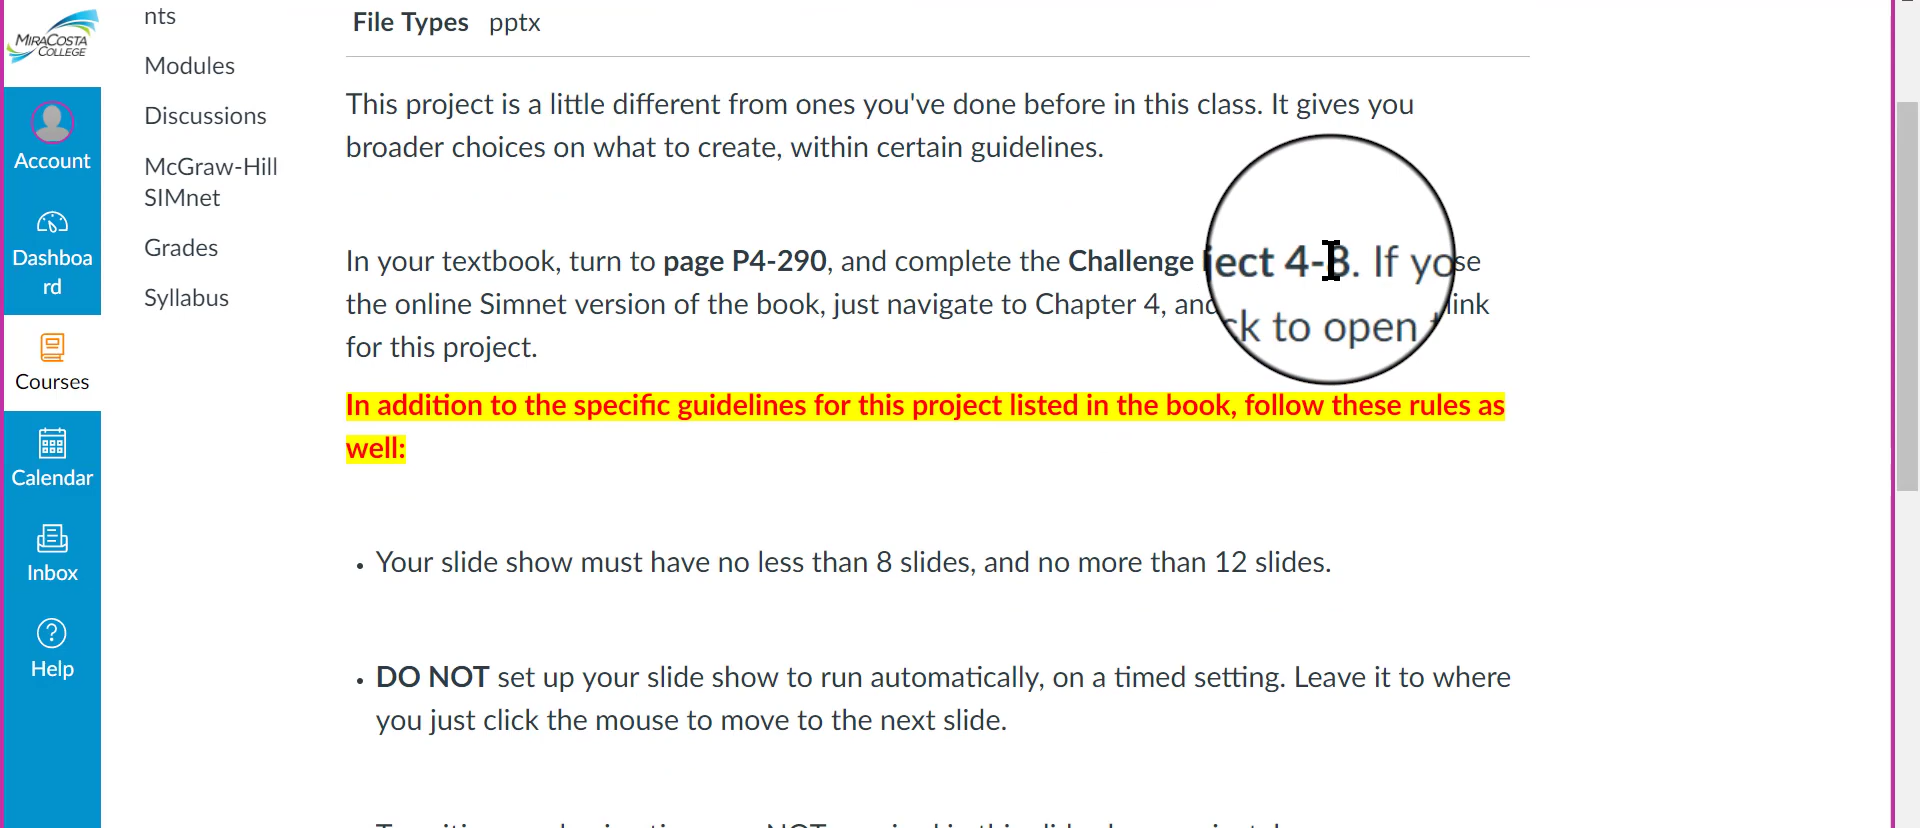 MIRACOSTA
COLLEGE
Account
Dashboa
rd
Courses
Calendar
Inbox
Help
nts
Modules
Discussions
McGraw-Hill
SIMnet
Grades
Syllabus
File Types pptx
This project is a little different from ones you've done before in this class. It gives you
broader choices on what to create, within certain guidelines.
In your textbook, turn to page P4-290, and complete the Challenge ject 4-8. If yo se
the online Simnet version of the book, just navigate to Chapter 4, and ck to open link
for this project.
In addition to the specific guidelines for this project listed in the book, follow these rules as
well:
• Your slide show must have no less than 8 slides, and no more than 12 slides.
• DO NOT set up your slide show to run automatically, on a timed setting. Leave it to where
you just click the mouse to move to the next slide.